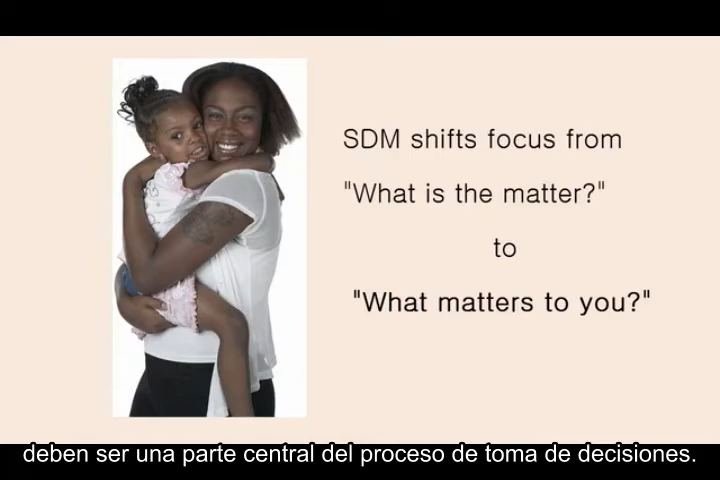 SDM shifts focus from
"What is the matter?"
to
"What matters to you?"
deben ser una parte central del proceso de toma de decisiones.